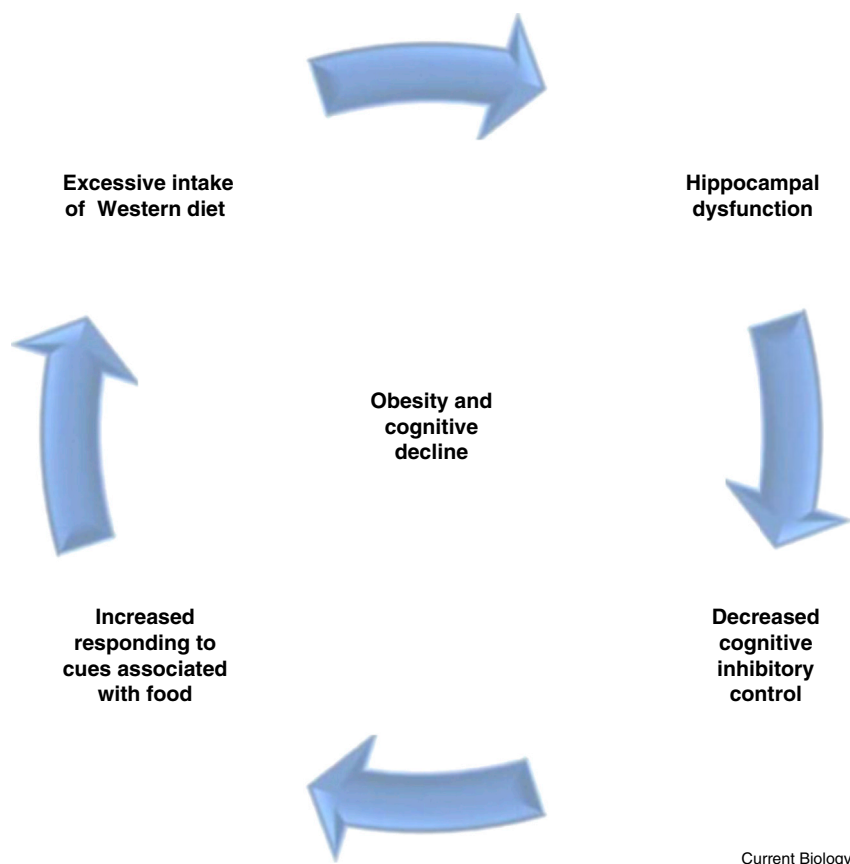 Excessive intake
of Western diet
Hippocampal
dysfunction
Obesity and
cognitive
decline
Increased
responding to
cues associated
with food
Decreased
cognitive
inhibitory
control
Current Biology